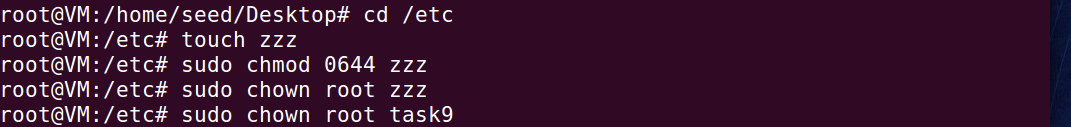 root@VM:/home/seed/Desktop# cd /etc
root@VM:/etc# touch zzz
root@VM:/etc# sudo chmod 0644 zzz
root@VM:/etc# sudo chown root zzz
root@VM:/etc# sudo chown root task9